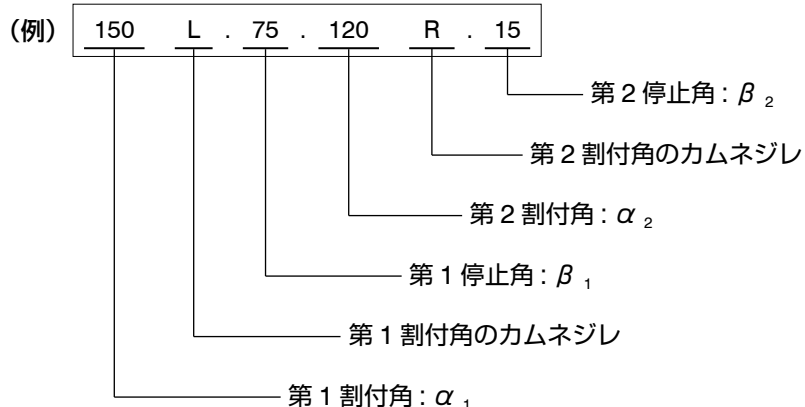 （例） 150 L . 75 . 120 R . 15
第 2 停止角 : β ₂
第 2 割付角のカムネジレ
第 2 割付角 : α ₂
第 1 停止角 : β ₁
第 1 割付角のカムネジレ
第 1 割付角 : α ₁